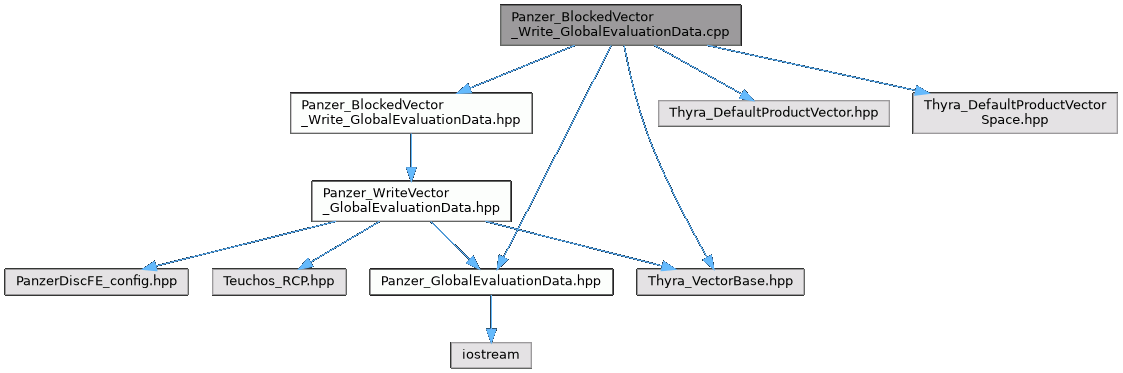 Panzer_BlockedVector
_Write_GlobalEvaluationData.cpp
Panzer_BlockedVector
_Write_GlobalEvaluationData.hpp
Thyra_DefaultProductVector.hpp
Thyra_DefaultProductVector
Space.hpp
Panzer_WriteVector
_GlobalEvaluationData.hpp
PanzerDiscFE_config.hpp
Teuchos_RCP.hpp
Panzer_GlobalEvaluationData.hpp
Thyra_VectorBase.hpp
iostream